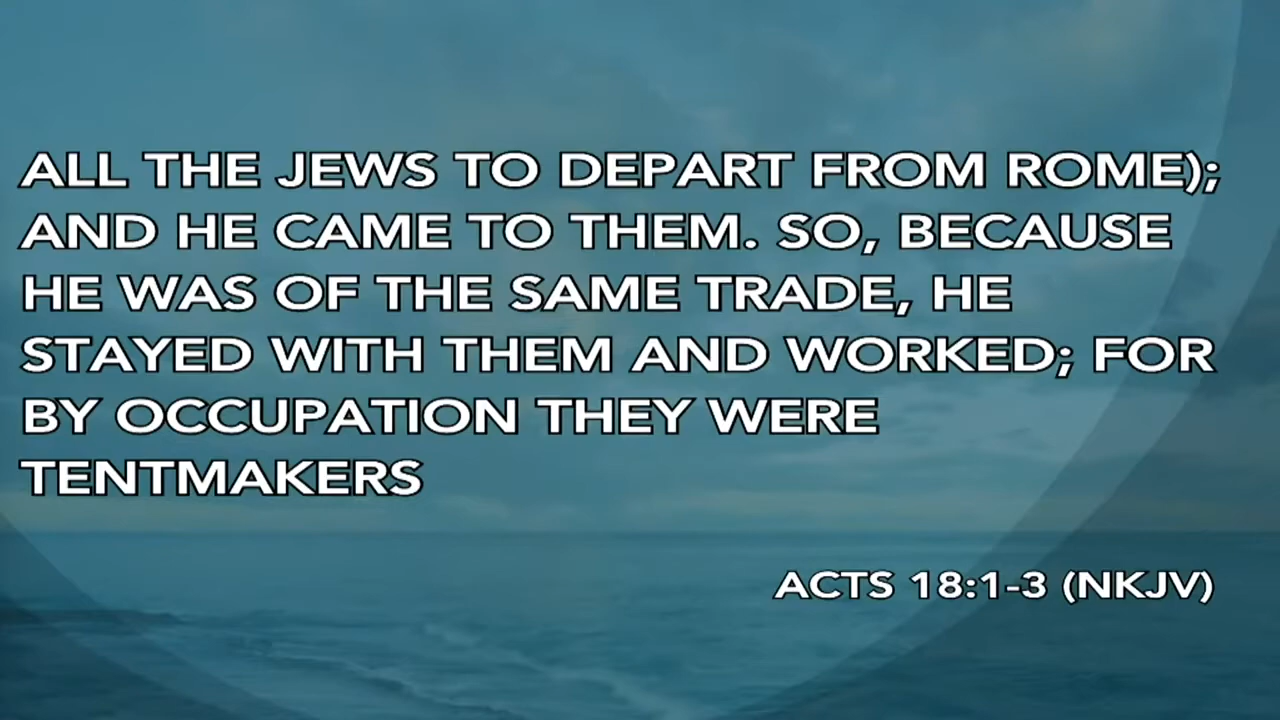 ALL THE JEWS TO DEPART FROM ROME);
AND HE CAME TO THEM. SO, BECAUSE
HE WAS OF THE SAME TRADE, HE
STAYED WITH THEM AND WORKED; FOR
BY OCCUPATION THEY WERE
TENTMAKERS
ACTS 18:1-3 (NKJV)